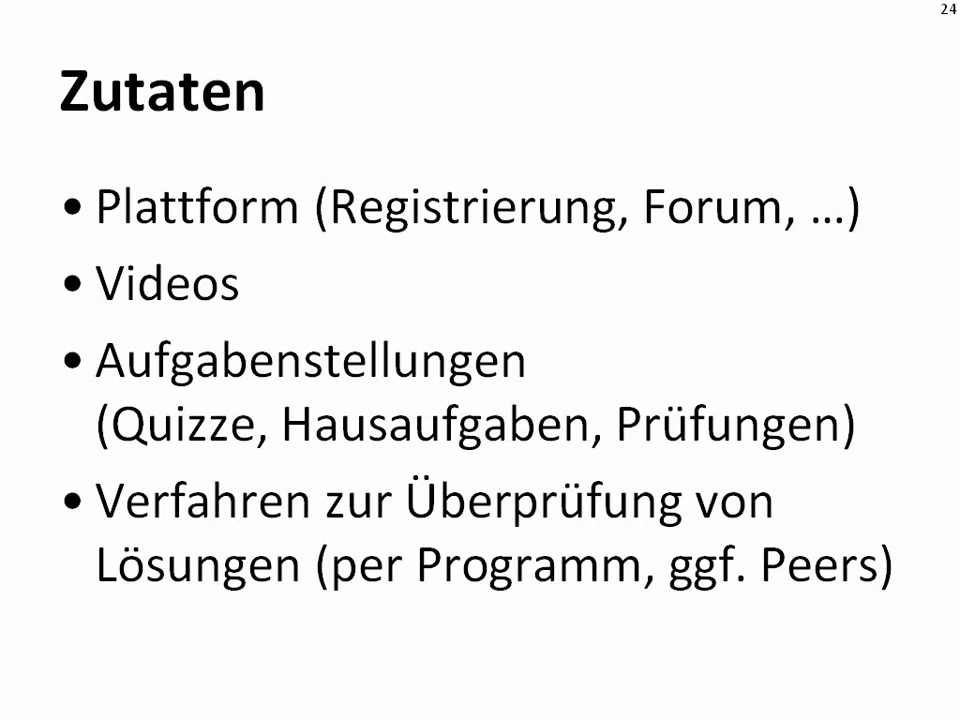 24
Zutaten
• Plattform (Registrierung, Forum, ...)
• Videos
• Aufgabenstellungen
(Quizze, Hausaufgaben, Prüfungen)
• Verfahren zur Überprüfung von
Lösungen (per Programm, ggf. Peers)